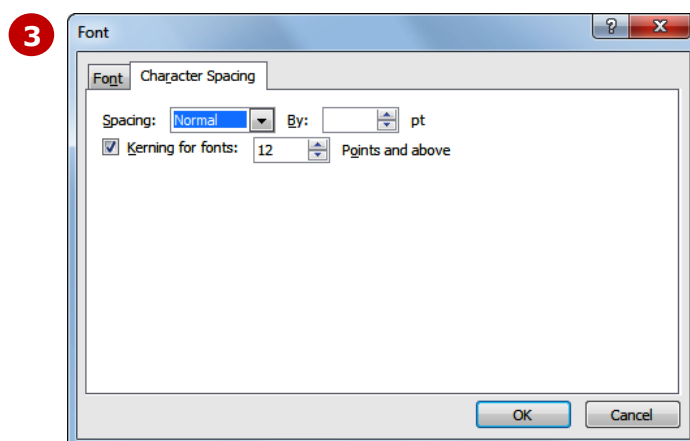 3
Font
? X
Font Character Spacing
Spacing: Normal By: pt
Kerning for fonts: 12 Points and above
OK Cancel